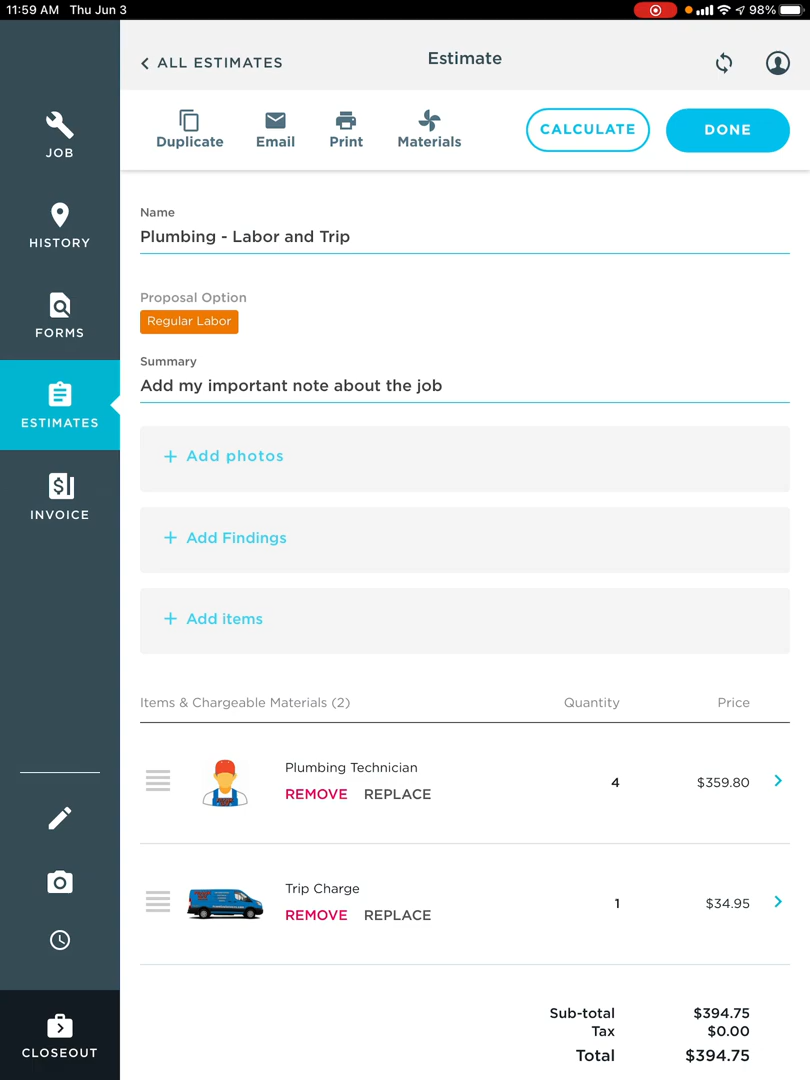 11:59 AM Thu Jun 3
98%
ALL ESTIMATES
Estimate
JOB
HISTORY
FORMS
ESTIMATES
INVOICE
CLOSEOUT
Duplicate
Email
Print
Materials
CALCULATE
DONE
Name
Plumbing - Labor and Trip
Proposal Option
Regular Labor
Summary
Add my important note about the job
+ Add photos
+ Add Findings
+ Add items
Items & Chargeable Materials (2) Quantity Price
Plumbing Technician
REMOVE REPLACE
4 $359.80
Trip Charge
REMOVE REPLACE
1 $34.95
Sub-total $394.75
Tax $0.00
Total $394.75